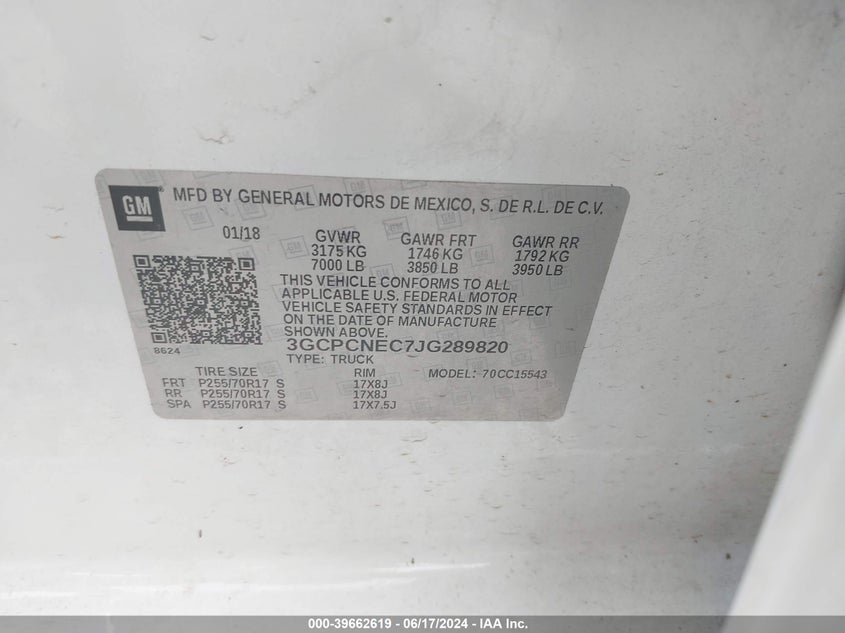 GM
MFD BY GENERAL MOTORS DE MEXICO, S. DE R.L. DE C.V.
01/18 GVWR GAWR FRT GAWR RR
3175 KG 1746 KG 1792 KG
7000 LB 3850 LB 3950 LB
THIS VEHICLE CONFORMS TO ALL
APPLICABLE U.S. FEDERAL MOTOR
VEHICLE SAFETY STANDARDS IN EFFECT
ON THE DATE OF MANUFACTURE
SHOWN ABOVE.
8624
3GCPCNEC7JG289820
TYPE: TRUCK
TIRE SIZE RIM MODEL: 70CC15543
FRT P255/70R17 S 17X8J
RR P255/70R17 S 17X8J
SPA P255/70R17 S 17X7.5J
000-39662619 - 06/17/2024 - IAA Inc.